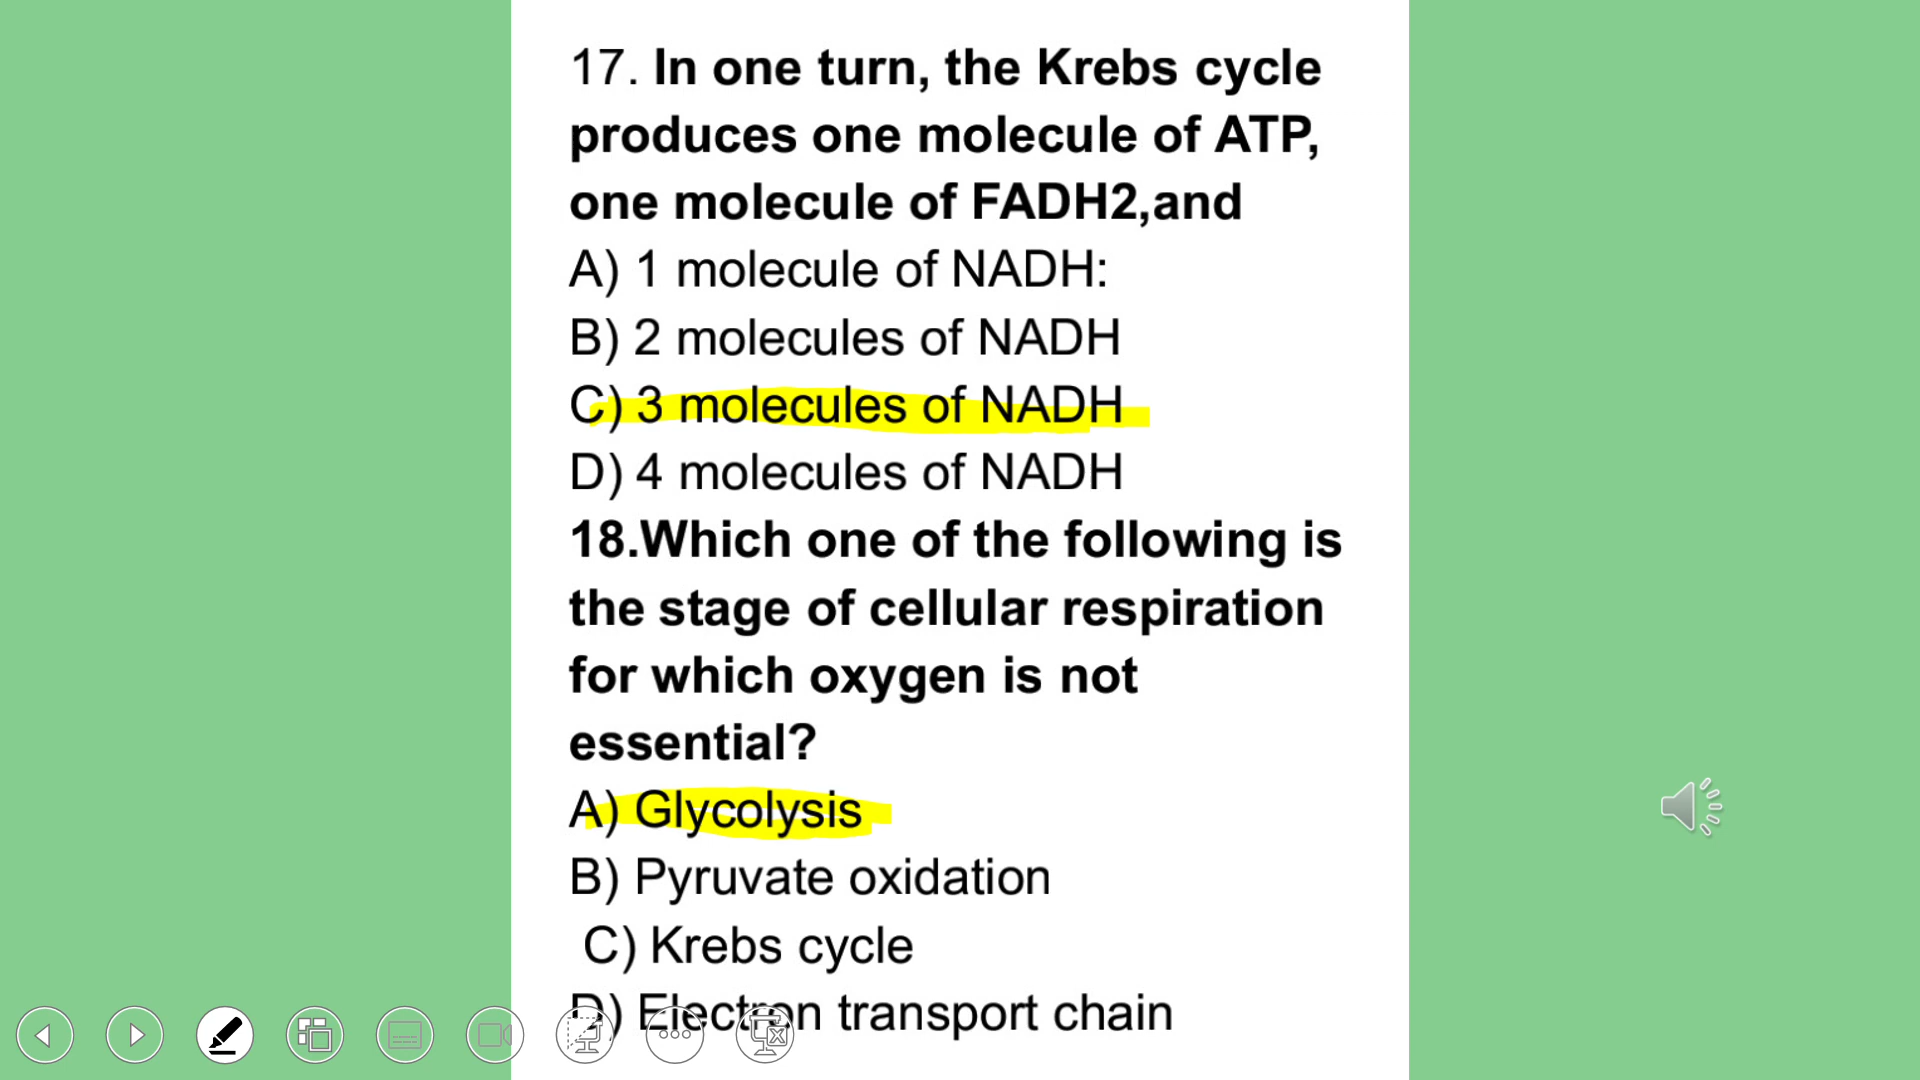 17. In one turn, the Krebs cycle
produces one molecule of ATP,
one molecule of FADH2,and
A) 1 molecule of NADH:
B) 2 molecules of NADH
C) 3 molecules of NADH
D) 4 molecules of NADH
18.Which one of the following is
the stage of cellular respiration
for which oxygen is not
essential?
A) Glycolysis
B) Pyruvate oxidation
C) Krebs cycle
D) Electron transport chain